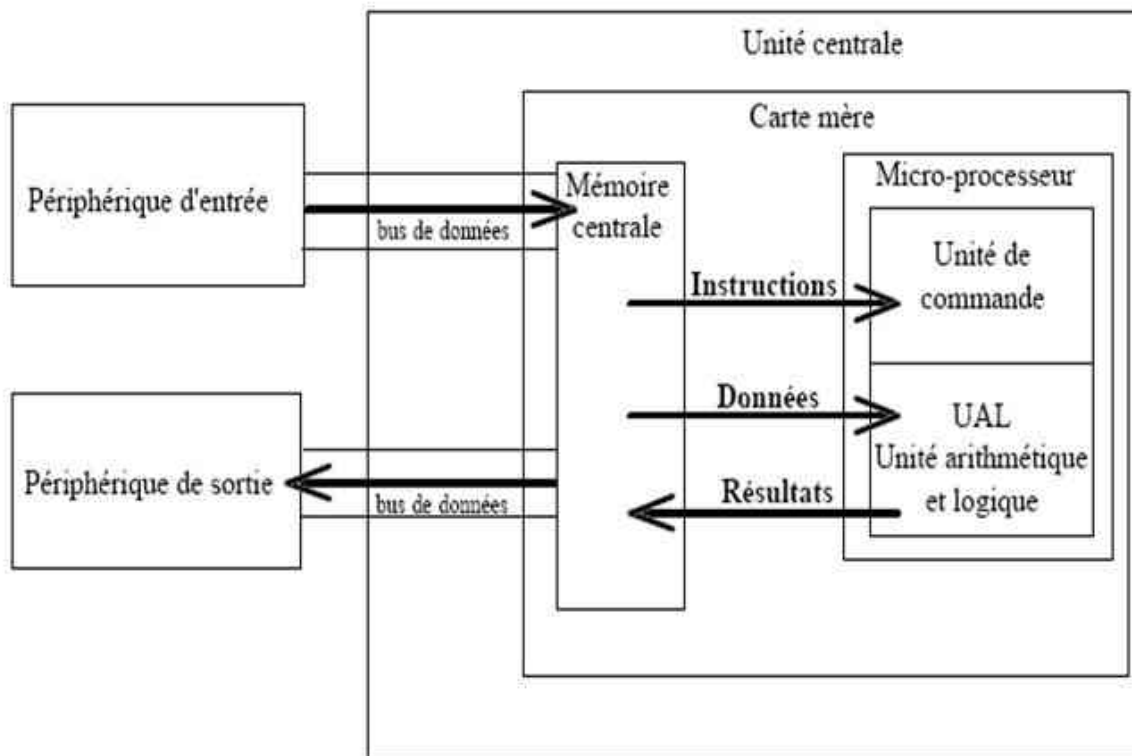 Unité centrale
Carte mère
Périphérique d'entrée
bus de données
Mémoire
centrale
Micro-processeur
Unité de
commande
Instructions
Données
UAL
Unité arithmétique
et logique
Résultats
Périphérique de sortie
bus de données